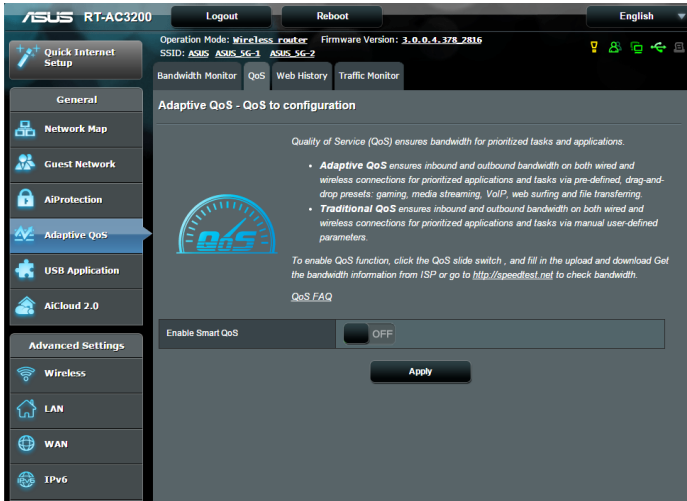 ASUS RT-AC3200 Logout Reboot English
Quick Internet Setup
Operation Mode: Wireless router Firmware Version: 3.0.0.4.378_2816
SSID: ASUS ASUS_5G-1 ASUS_5G-2
Bandwidth Monitor QoS Web History Traffic Monitor
General
Network Map
Guest Network
AiProtection
Adaptive QoS
USB Application
AiCloud 2.0
Advanced Settings
Wireless
LAN
WAN
IPv6
Adaptive QoS - QoS to configuration
QoS
Quality of Service (QoS) ensures bandwidth for prioritized tasks and applications.
• Adaptive QoS ensures inbound and outbound bandwidth on both wired and
wireless connections for prioritized applications and tasks via pre-defined, drag-and-
drop presets: gaming, media streaming, VoIP, web surfing and file transferring.
• Traditional QoS ensures inbound and outbound bandwidth on both wired and
wireless connections for prioritized applications and tasks via manual user-defined
parameters.
To enable QoS function, click the QoS slide switch , and fill in the upload and download Get
the bandwidth information from ISP or go to http://speedtest.net to check bandwidth.
QoS FAQ
Enable Smart QoS OFF
Apply